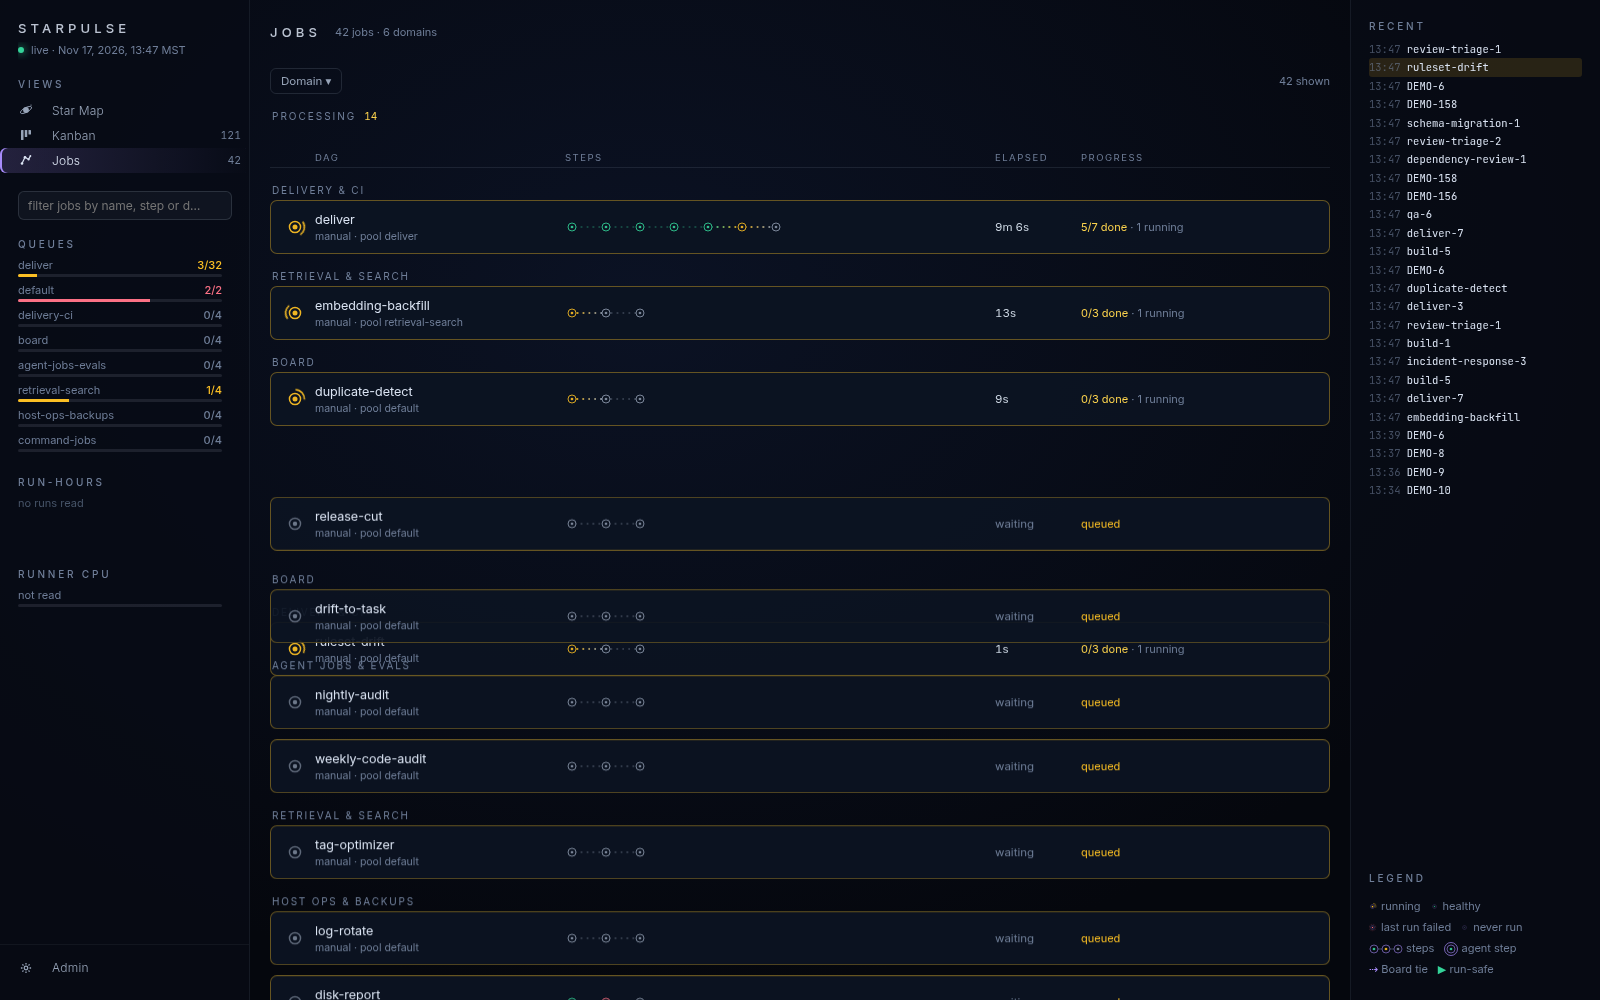 STARPULSE
live · Nov 17, 2026, 13:47 MST
VIEWS
Star Map
Kanban 121
Jobs 42
filter jobs by name, step or d...
QUEUES
deliver 3/32
default 2/2
delivery-ci 0/4
board 0/4
agent-jobs-evals 0/4
retrieval-search 1/4
host-ops-backups 0/4
command-jobs 0/4
RUN-HOURS
no runs read
RUNNER CPU
not read
Admin
JOBS 42 jobs · 6 domains
Domain ▾ 42 shown
PROCESSING 14
DAG STEPS ELAPSED PROGRESS
DELIVERY & CI
deliver
manual · pool deliver
9m 6s 5/7 done · 1 running
RETRIEVAL & SEARCH
embedding-backfill
manual · pool retrieval-search
13s 0/3 done · 1 running
BOARD
duplicate-detect
manual · pool default
9s 0/3 done · 1 running
release-cut
manual · pool default
waiting queued
BOARD
drift-to-task
manual · pool default
waiting queued
ruleset-drift
manual · pool default
1s 0/3 done · 1 running
AGENT JOBS & EVALS
nightly-audit
manual · pool default
waiting queued
weekly-code-audit
manual · pool default
waiting queued
RETRIEVAL & SEARCH
tag-optimizer
manual · pool default
waiting queued
HOST OPS & BACKUPS
log-rotate
manual · pool default
waiting queued
disk-report
RECENT
13:47 review-triage-1
13:47 ruleset-drift
13:47 DEMO-6
13:47 DEMO-158
13:47 schema-migration-1
13:47 review-triage-2
13:47 dependency-review-1
13:47 DEMO-158
13:47 DEMO-156
13:47 qa-6
13:47 deliver-7
13:47 build-5
13:47 DEMO-6
13:47 duplicate-detect
13:47 deliver-3
13:47 review-triage-1
13:47 build-1
13:47 incident-response-3
13:47 build-5
13:47 deliver-7
13:47 embedding-backfill
13:39 DEMO-6
13:37 DEMO-8
13:36 DEMO-9
13:34 DEMO-10
LEGEND
running healthy
last run failed never run
steps agent step
Board tie run-safe